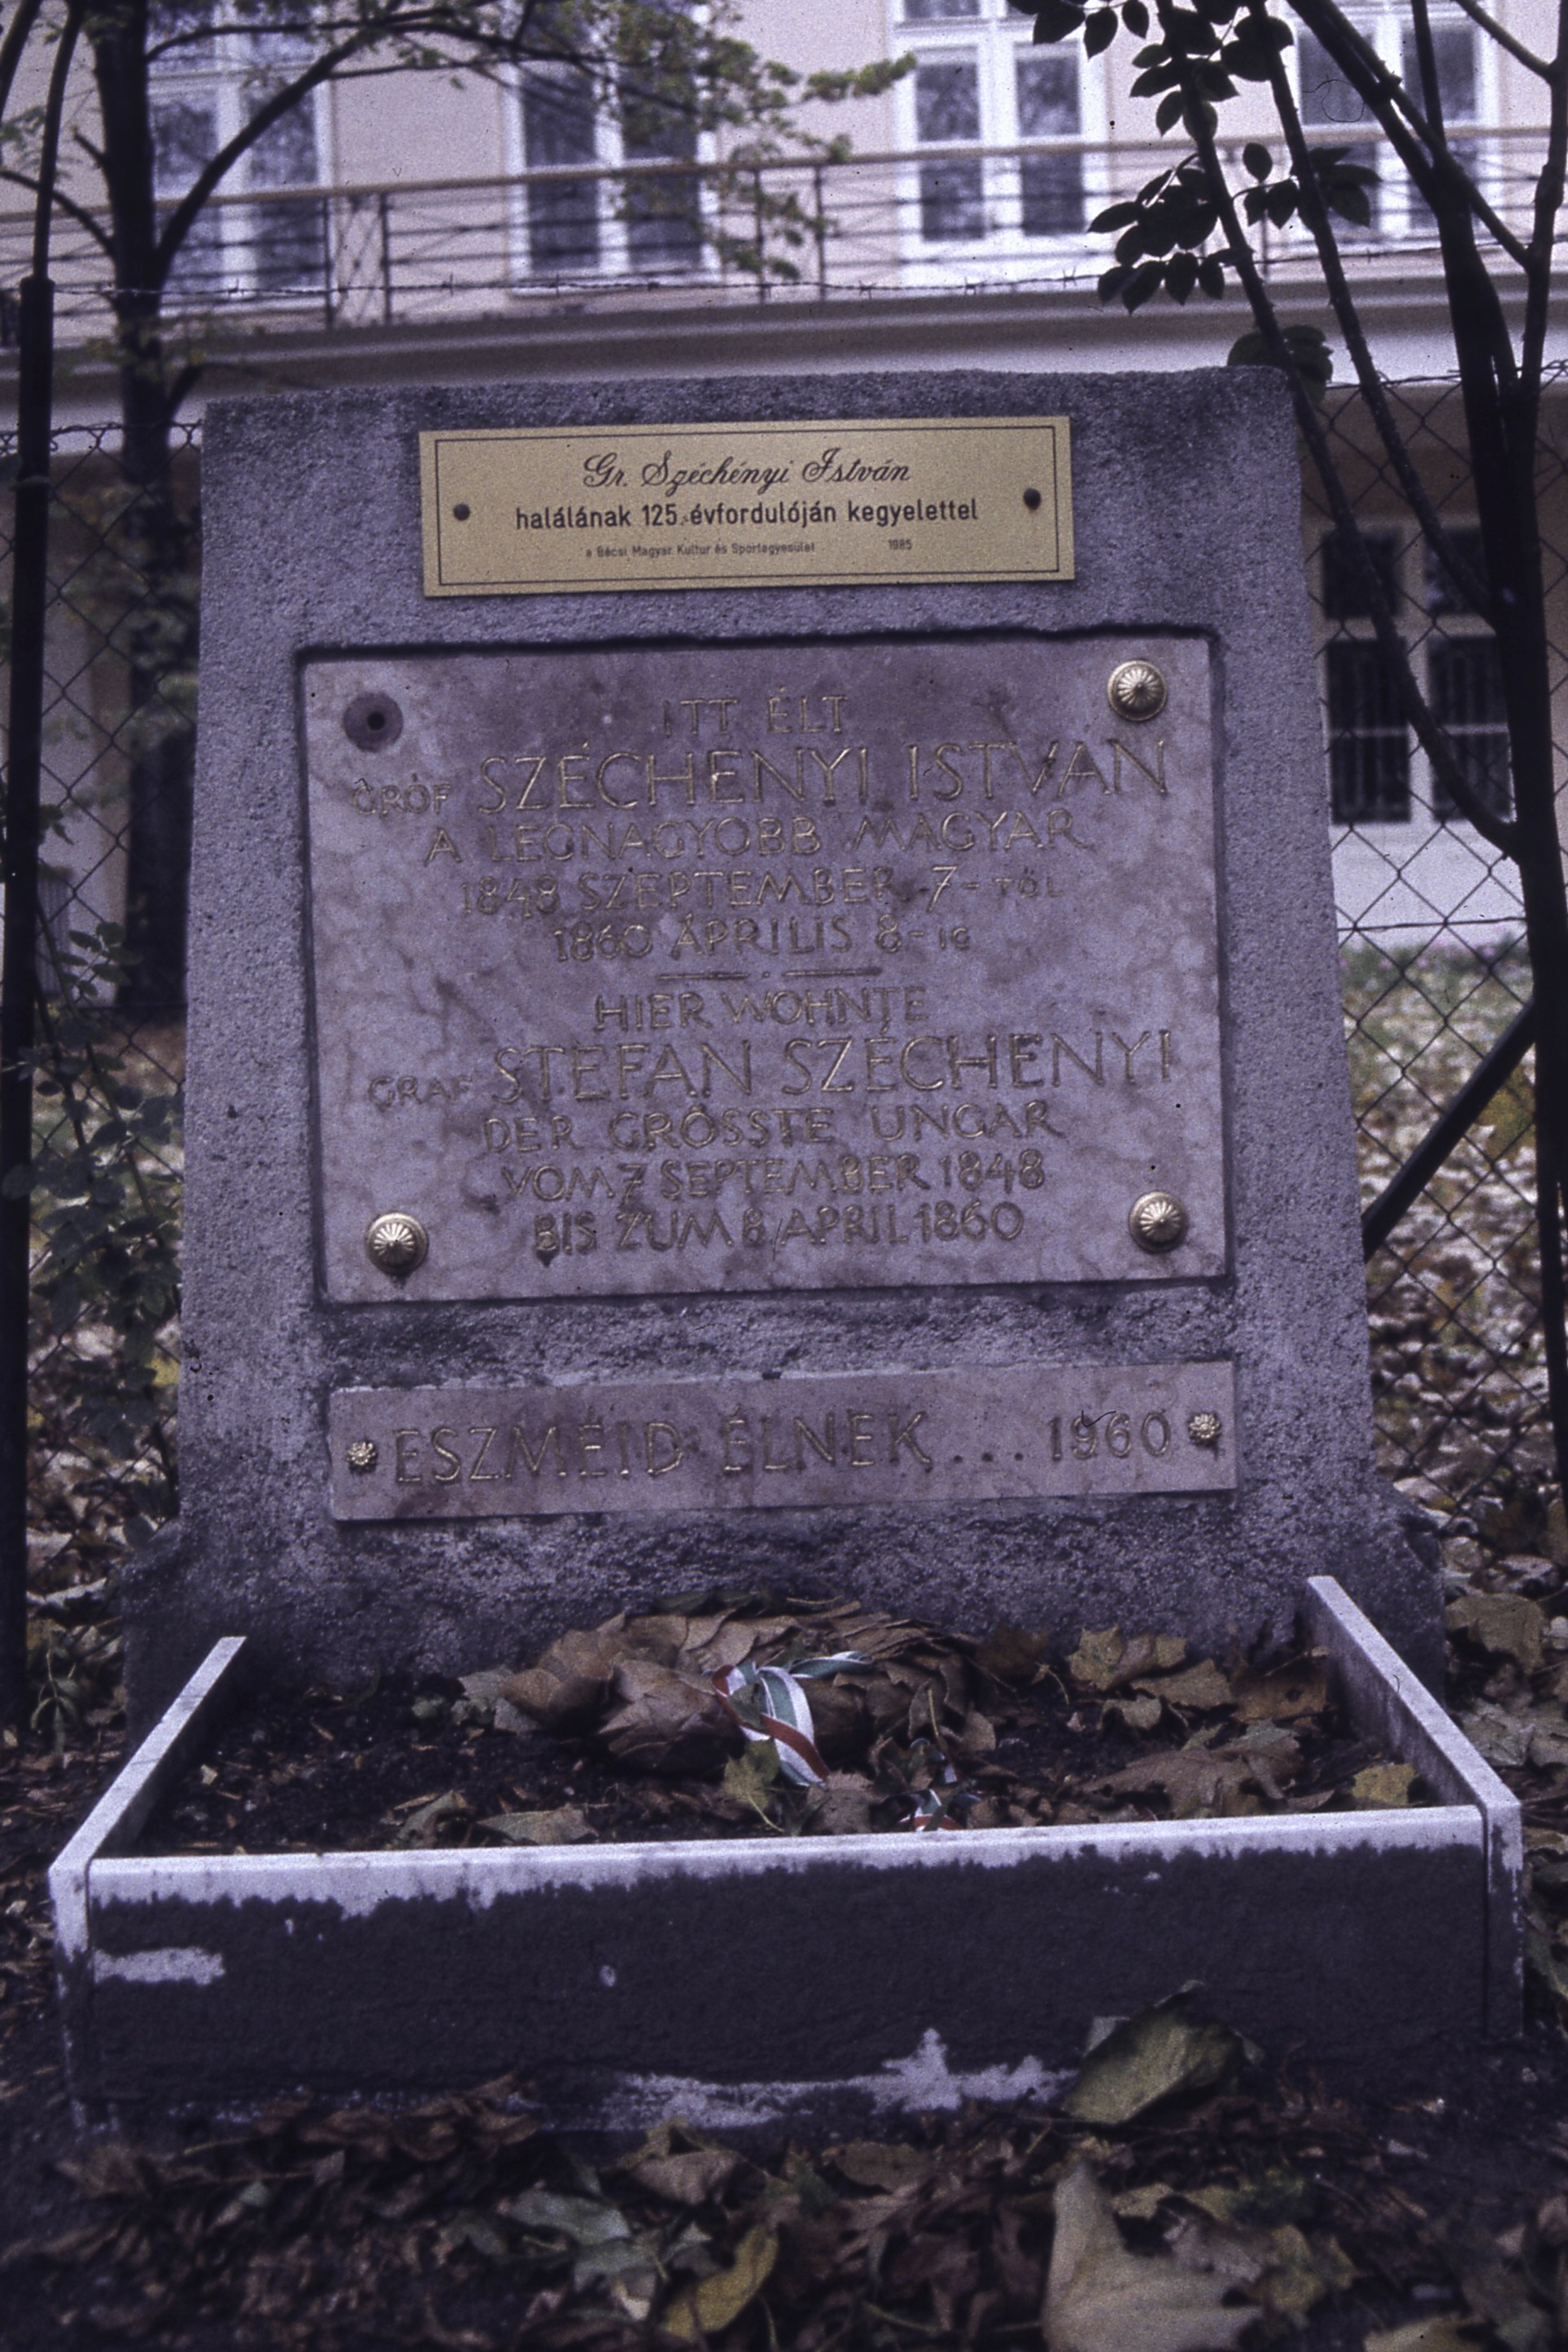 Gr. Széchényi István
halálának 125. évfordulóján kegyelettel
a Bécsi Magyar Kultur és Sportegyesület 1985
ITT ÉLT
GRÓF SZÉCHENYI ISTVÁN
A LEGNAGYOBB MAGYAR
1848 SZEPTEMBER 7-TŐL
1860 ÁPRILIS 8-IG
HIER WOHNTE
GRAF STEFAN SZÉCHENYI
DER GRÖSSTE UNGAR
VOM 7 SEPTEMBER 1848
BIS ZUM 8 APRIL 1860
ESZMÉID ÉLNEK... 1960